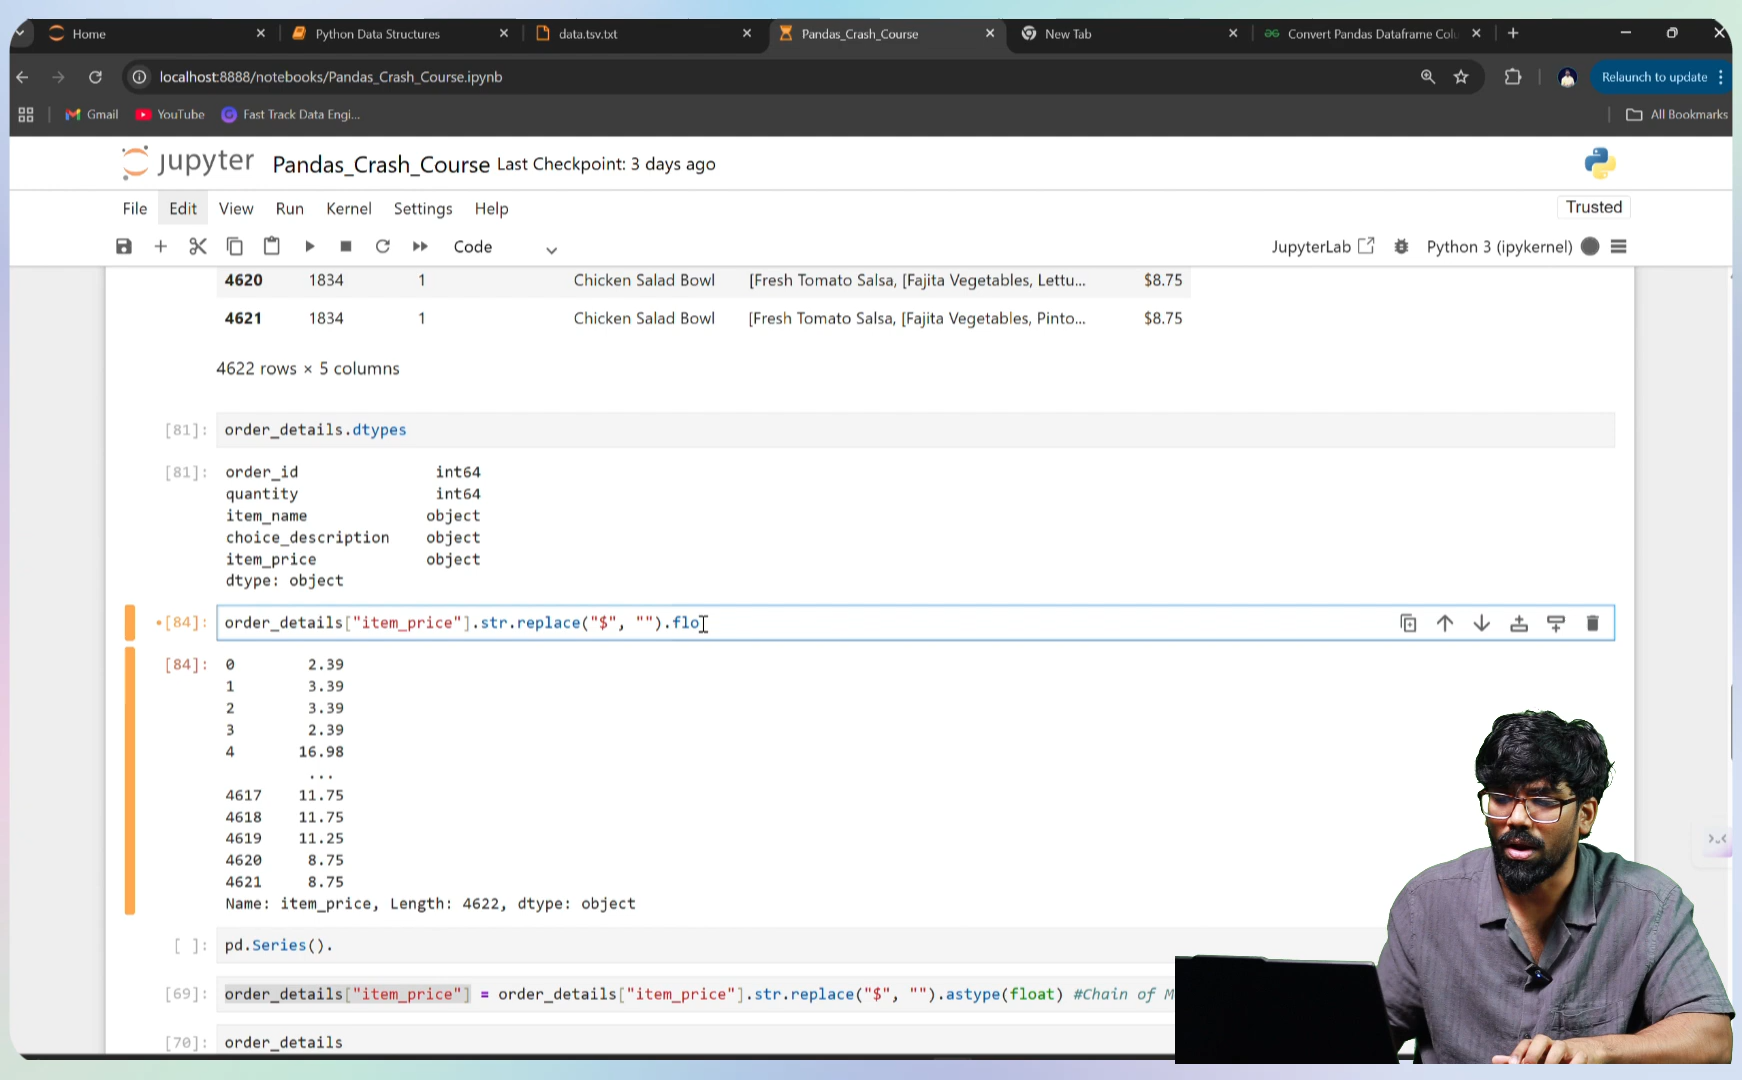 Home
Python Data Structures
data.tsv.txt
Pandas_Crash_Course
New Tab
Convert Pandas Dataframe Colu
localhost:8888/notebooks/Pandas_Crash_Course.ipynb
Relaunch to update
Gmail
YouTube
Fast Track Data Engi...
All Bookmarks
jupyter
Pandas_Crash_Course Last Checkpoint: 3 days ago
File Edit View Run Kernel Settings Help
Trusted
Code
JupyterLab
Python 3 (ipykernel)
4620 1834 1 Chicken Salad Bowl [Fresh Tomato Salsa, [Fajita Vegetables, Lettu... $8.75
4621 1834 1 Chicken Salad Bowl [Fresh Tomato Salsa, [Fajita Vegetables, Pinto... $8.75
4622 rows × 5 columns
[81]: order_details.dtypes
[81]: order_id int64
quantity int64
item_name object
choice_description object
item_price object
dtype: object
•[84]: order_details["item_price"].str.replace("$", "").flo
[84]: 0 2.39
1 3.39
2 3.39
3 2.39
4 16.98
...
4617 11.75
4618 11.75
4619 11.25
4620 8.75
4621 8.75
Name: item_price, Length: 4622, dtype: object
[ ]: pd.Series().
[69]: order_details["item_price"] = order_details["item_price"].str.replace("$", "").astype(float) #Chain of M
[70]: order_details